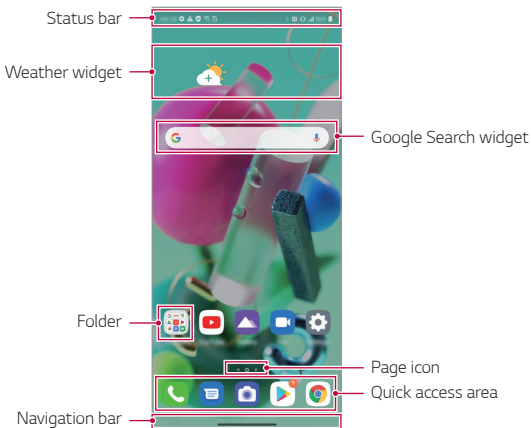 Status bar
Weather widget
Google Search widget
Folder
Page icon
Quick access area
Navigation bar